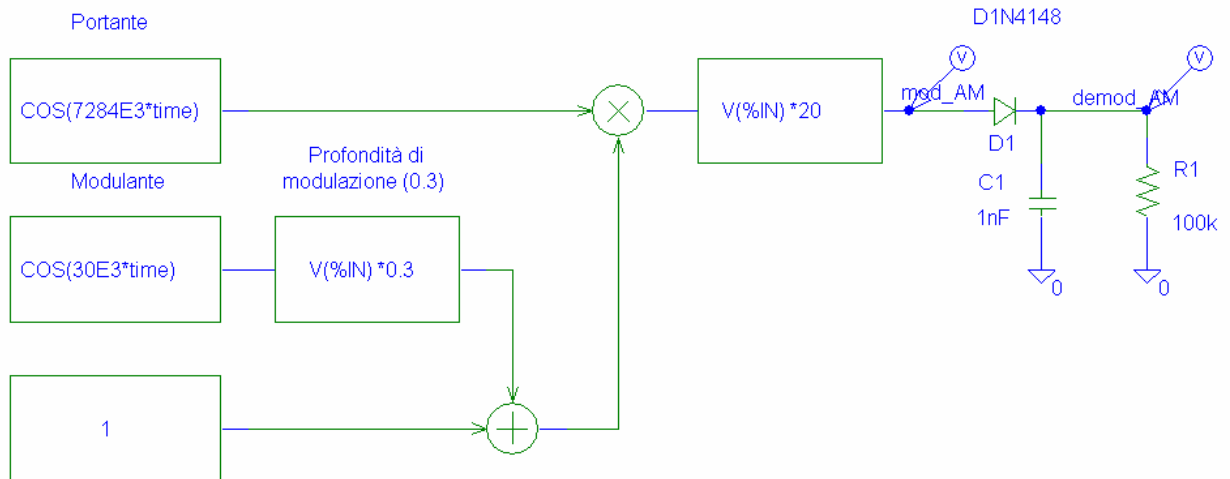 Portante
D1N4148
COS(7284E3*time)
V(%IN) *20
V
mod_AM
V
demod_AM
D1
Modulante
Profondità di
modulazione (0.3)
C1
1nF
R1
100k
COS(30E3*time)
V(%IN) *0.3
0
0
1